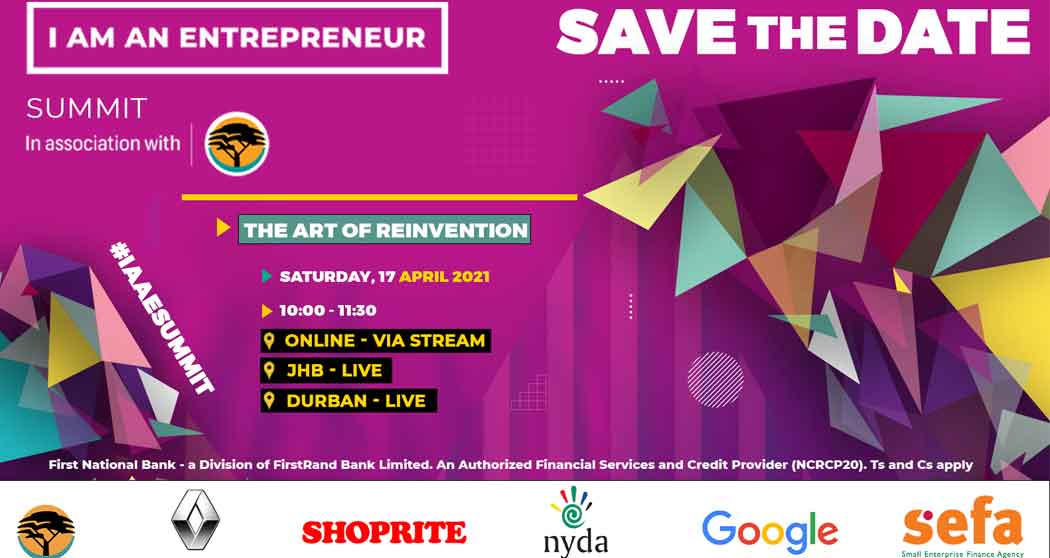 I AM AN ENTREPRENEUR
SAVE THE DATE
SUMMIT
In association with
THE ART OF REINVENTION
#IAAESUMMIT
SATURDAY, 17 APRIL 2021
10:00 - 11:30
ONLINE - VIA STREAM
JHB - LIVE
DURBAN - LIVE
First National Bank - a Division of FirstRand Bank Limited. An Authorized Financial Services and Credit Provider (NCRCP20). Ts and Cs apply
SHOPRITE
nyda
Google
sefa
Small Enterprise Finance Agency